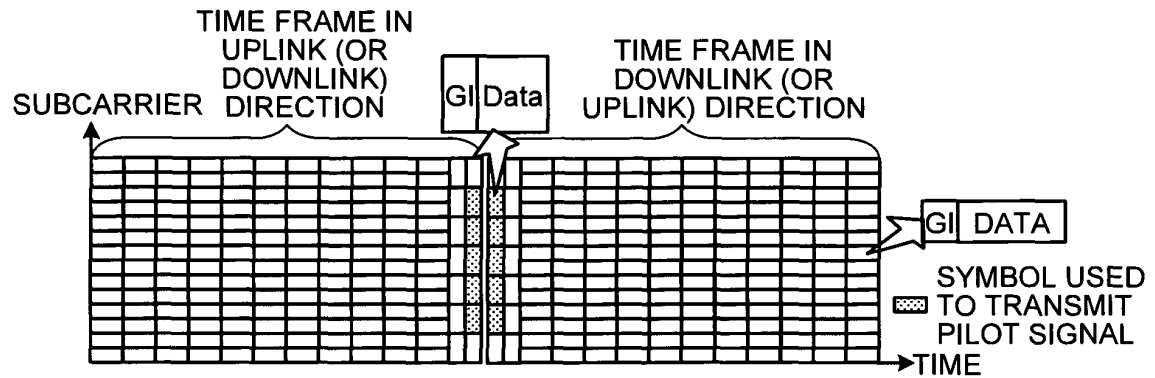 TIME FRAME IN
UPLINK (OR
DOWNLINK)
DIRECTION
TIME FRAME IN
DOWNLINK (OR
UPLINK) DIRECTION
SUBCARRIER
GI Data
GI DATA
SYMBOL USED
TO TRANSMIT
PILOT SIGNAL
TIME